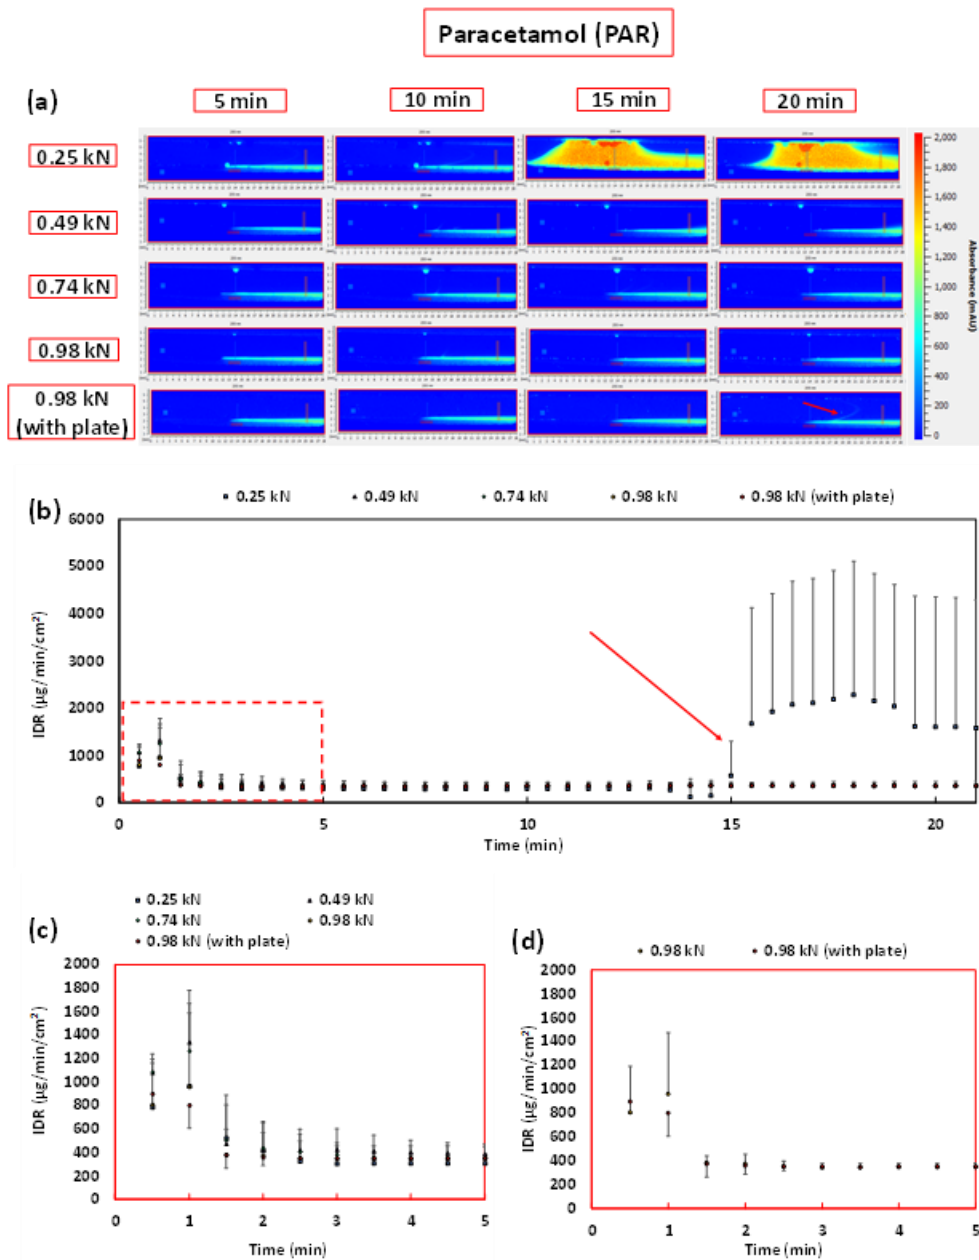 Paracetamol (PAR)
(a)
5 min 10 min 15 min 20 min
0.25 kN
0.49 kN
0.74 kN
0.98 kN
0.98 kN
(with plate)
2,000
1,800
1,600
1,400
1,200
1,000
800
600
400
200
0
Absorbance (mAU)
(b)
0.25 kN 0.49 kN 0.74 kN 0.98 kN 0.98 kN (with plate)
6000
5000
4000
3000
2000
1000
0
IDR (µg/min/cm²)
0 5 10 15 20
Time (min)
(c)
0.25 kN 0.49 kN
0.74 kN 0.98 kN
0.98 kN (with plate)
2000
1800
1600
1400
1200
1000
800
600
400
200
0
IDR (µg/min/cm²)
0 1 2 3 4 5
Time (min)
(d)
0.98 kN 0.98 kN (with plate)
2000
1800
1600
1400
1200
1000
800
600
400
200
0
IDR (µg/min/cm²)
0 1 2 3 4 5
Time (min)